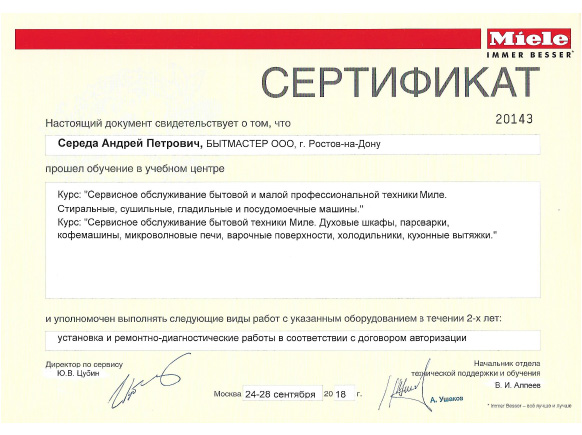 Miele
IMMER BESSER
СЕРТИФИКАТ
20143
Настоящий документ свидетельствует о том, что
Середа Андрей Петрович, БЫТМАСТЕР ООО, г. Ростов-на-Дону
прошел обучение в учебном центре
Курс: "Сервисное обслуживание бытовой и малой профессиональной техники Миле.
Стиральные, сушильные, гладильные и посудомоечные машины."
Курс: "Сервисное обслуживание бытовой техники Миле. Духовые шкафы, парсварки,
кофемашины, микроволновые печи, варочные поверхности, холодильники, кухонные вытяжки."
и уполномочен выполнять следующие виды работ с указанным оборудованием в течении 2-х лет:
установка и ремонтно-диагностические работы в соответствии с договором авторизации
Директор по сервису
Ю.В. Цубин
Начальник отдела
технической поддержки и обучения
В. И. Алпеев
А. Ушаков
Москва 24-28 сентября 2018 г.
* Immer Besser – всё лучше и лучше